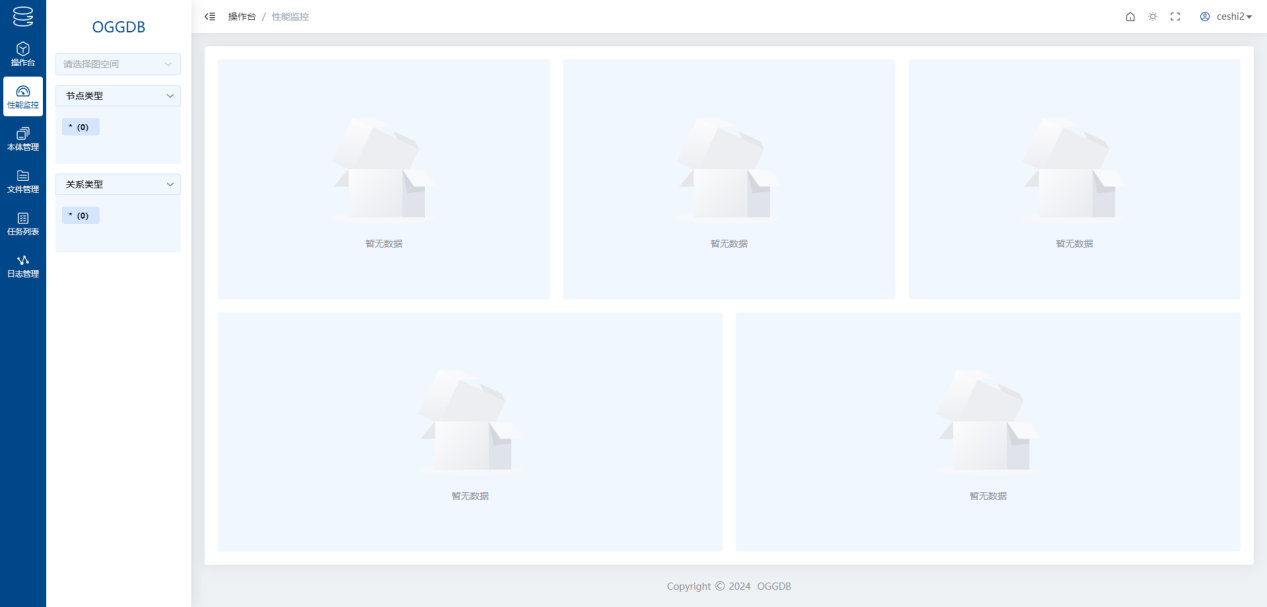 操作台
性能监控
本体管理
文件管理
任务列表
日志管理
OGGDB
请选择图空间
节点类型
* (0)
关系类型
* (0)
操作台 / 性能监控
ceshi2
暂无数据
暂无数据
暂无数据
暂无数据
暂无数据
Copyright © 2024 OGGDB